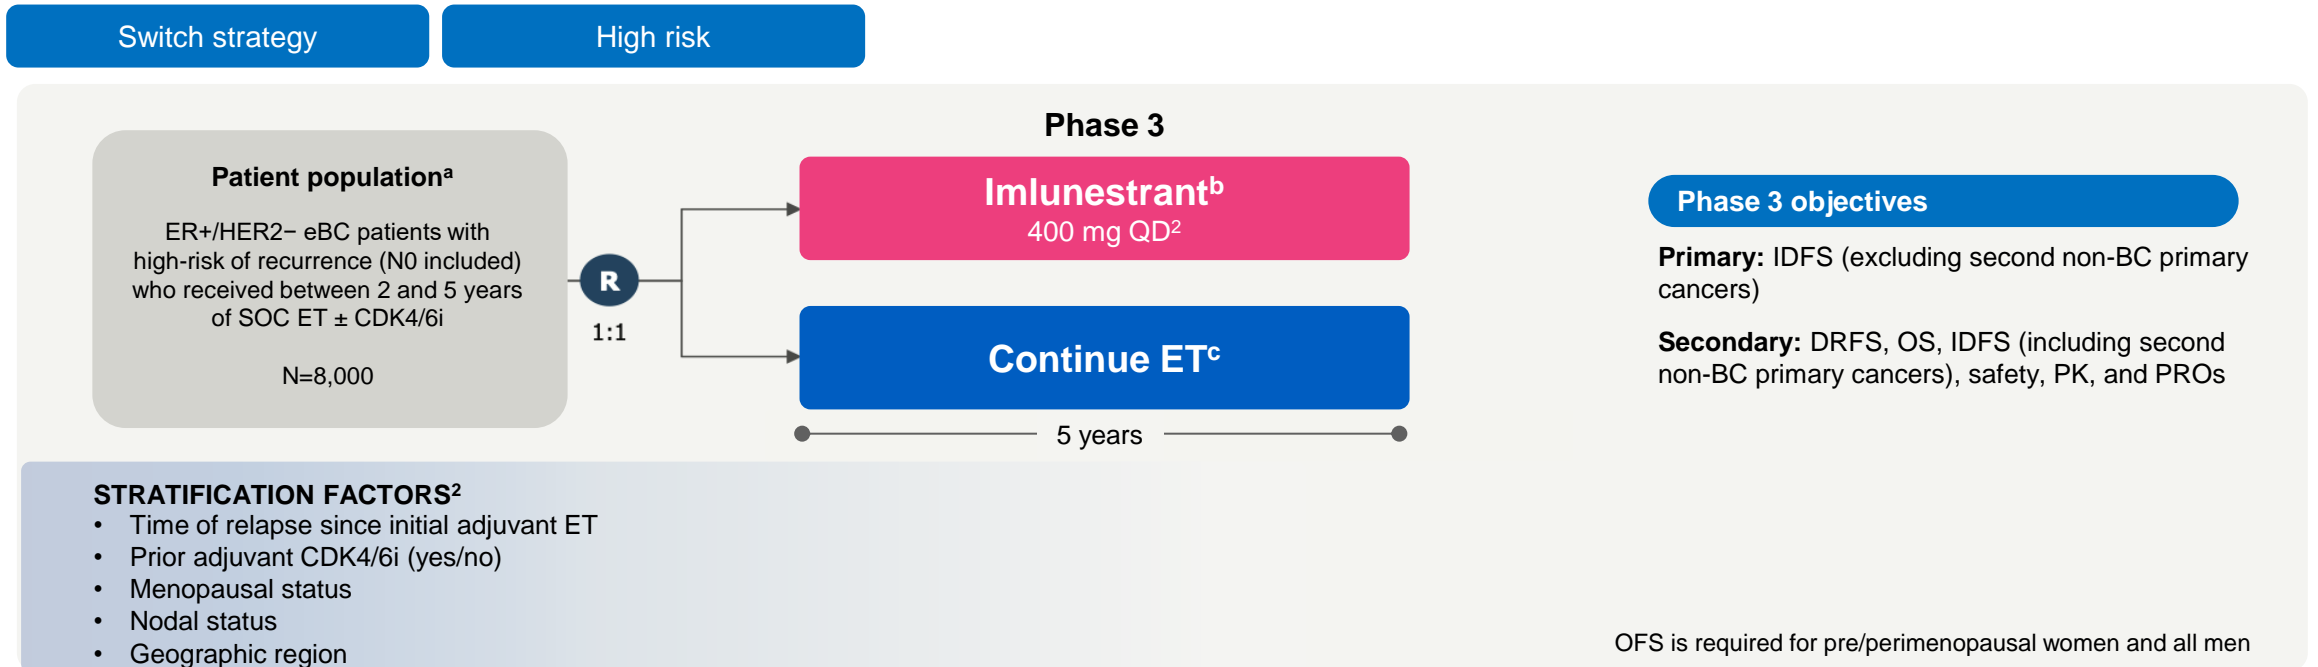 Switch strategy
High risk
Patient populationᵃ
ER+/HER2− eBC patients with
high-risk of recurrence (N0 included)
who received between 2 and 5 years
of SOC ET ± CDK4/6i
N=8,000
R
1:1
Phase 3
Imlunestrantᵇ
400 mg QD²
Continue ETᶜ
5 years
Phase 3 objectives
Primary: IDFS (excluding second non-BC primary
cancers)
Secondary: DRFS, OS, IDFS (including second
non-BC primary cancers), safety, PK, and PROs
STRATIFICATION FACTORS²
• Time of relapse since initial adjuvant ET
• Prior adjuvant CDK4/6i (yes/no)
• Menopausal status
• Nodal status
• Geographic region
OFS is required for pre/perimenopausal women and all men